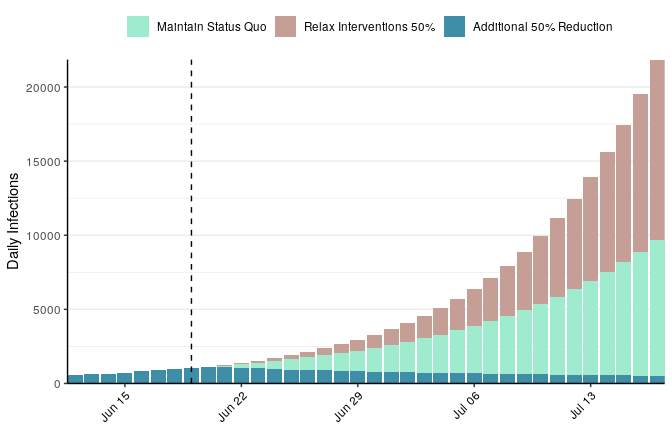 Maintain Status Quo Relax Interventions 50% Additional 50% Reduction
Daily Infections
20000
15000
10000
5000
0
Jun 15 Jun 22 Jun 29 Jul 06 Jul 13